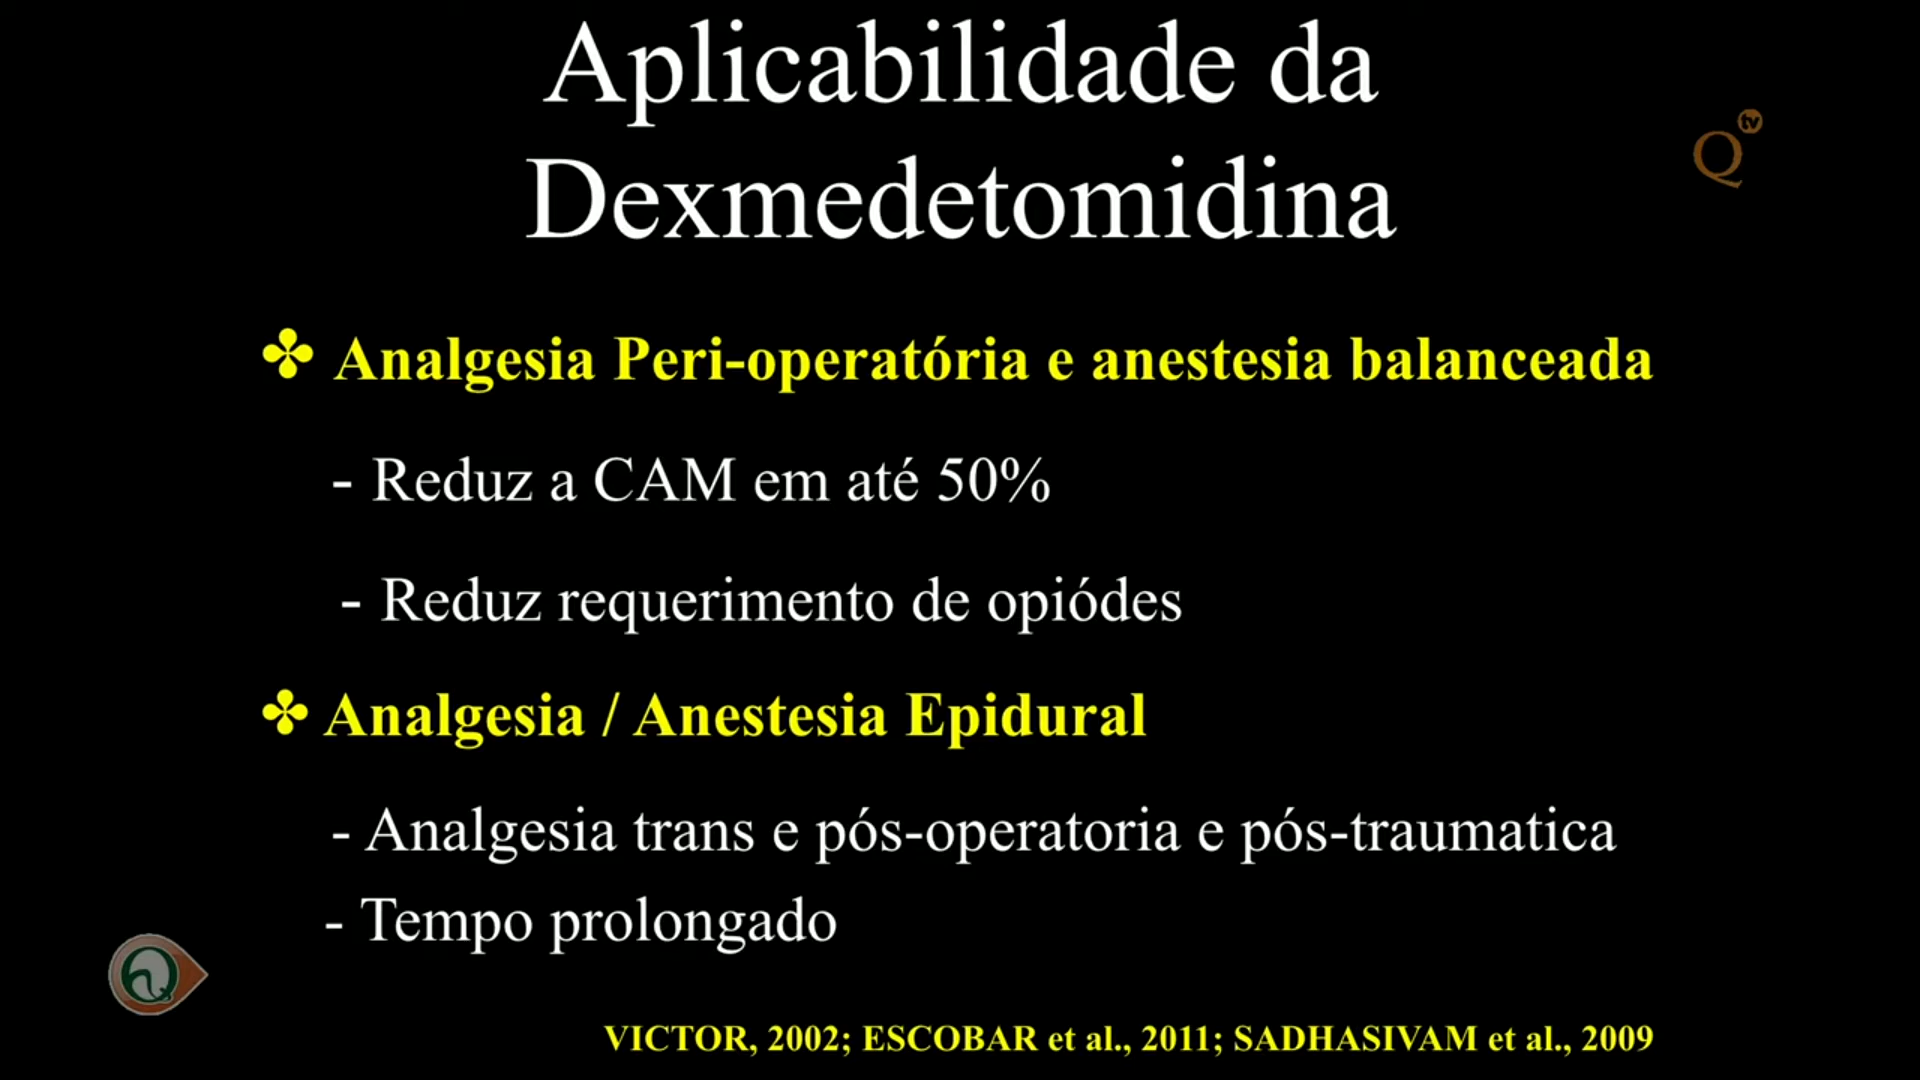 Aplicabilidade da
Dexmedetomidina
Q tv
✤ Analgesia Peri-operatória e anestesia balanceada
- Reduz a CAM em até 50%
- Reduz requerimento de opiódes
✤ Analgesia / Anestesia Epidural
- Analgesia trans e pós-operatoria e pós-traumatica
- Tempo prolongado
VICTOR, 2002; ESCOBAR et al., 2011; SADHASIVAM et al., 2009